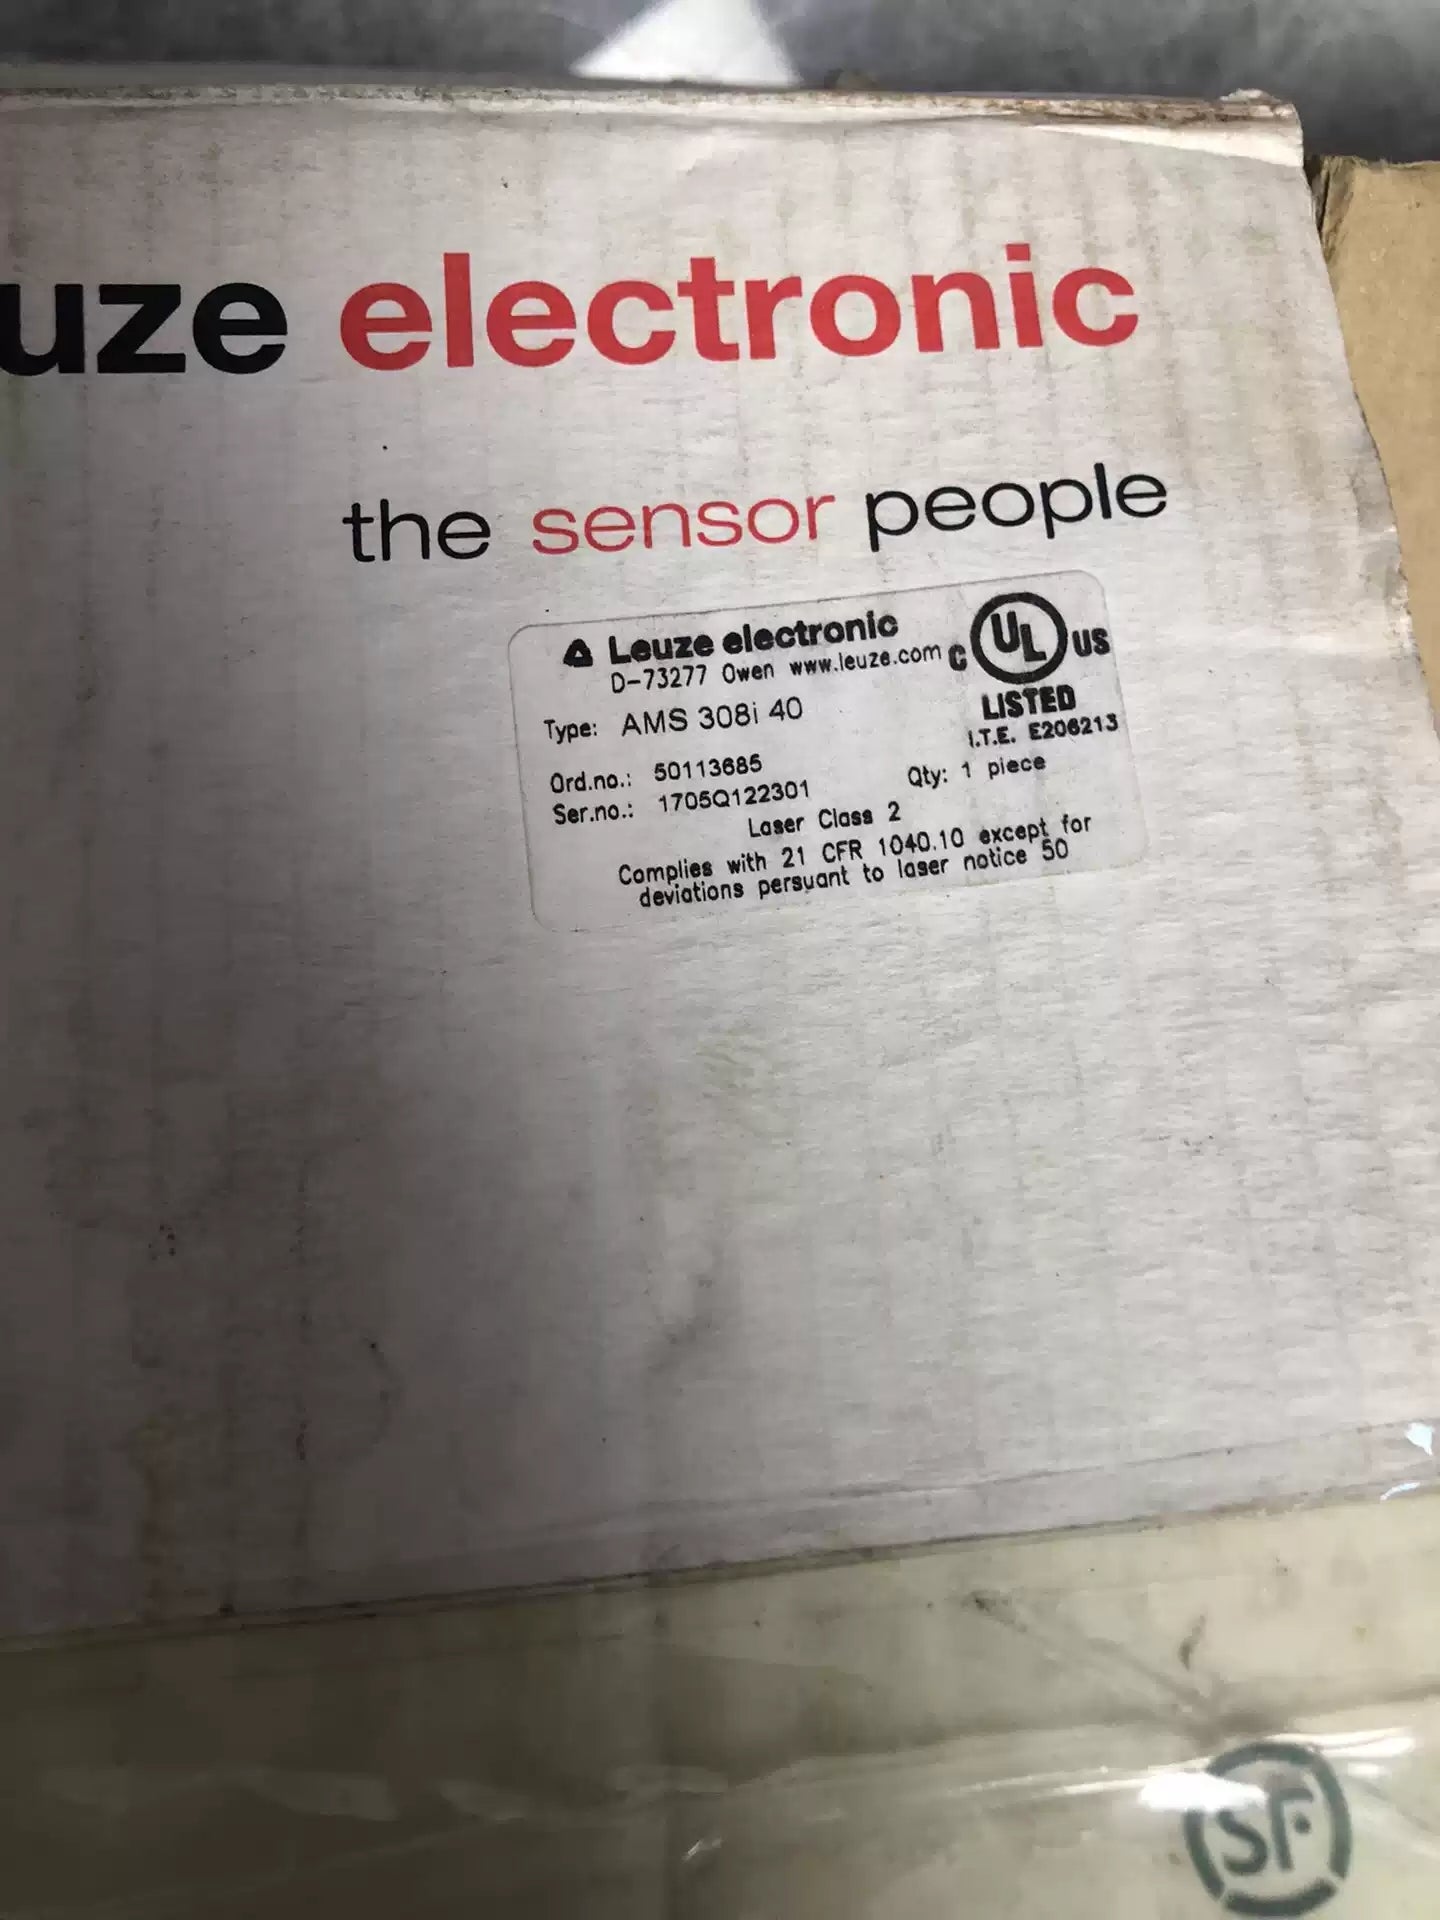 uze electronic
the sensor people
Leuze electronic
D-73277 Owen www.leuze.com
C UL US
LISTED
I.T.E. E206213
Type: AMS 308i 40
Ord.no.: 50113685
Ser.no.: 1705Q122301
Qty: 1 piece
Laser Class 2
Complies with 21 CFR 1040.10 except for
deviations persuant to laser notice 50
SF